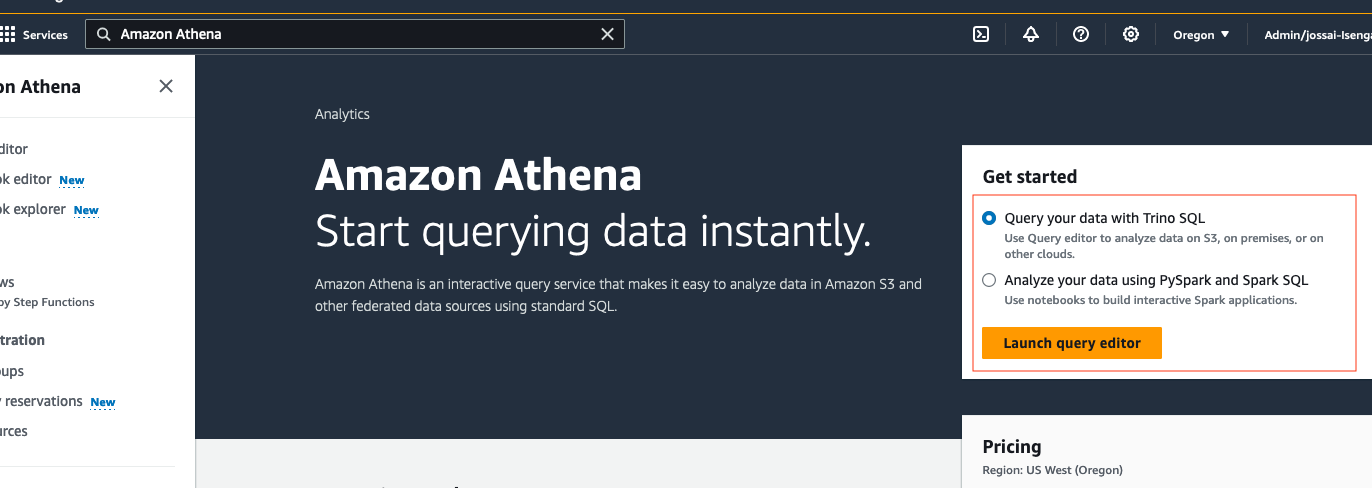 Services
Amazon Athena
Oregon
on Athena
Analytics
Amazon Athena
Start querying data instantly.
Amazon Athena is an interactive query service that makes it easy to analyze data in Amazon S3 and
other federated data sources using standard SQL.
ditor
ok editor New
ok explorer New
ws
by Step Functions
tration
ups
reservations New
urces
Get started
Query your data with Trino SQL
Use Query editor to analyze data on S3, on premises, or on
other clouds.
Analyze your data using PySpark and Spark SQL
Use notebooks to build interactive Spark applications.
Launch query editor
Pricing
Region: US West (Oregon)